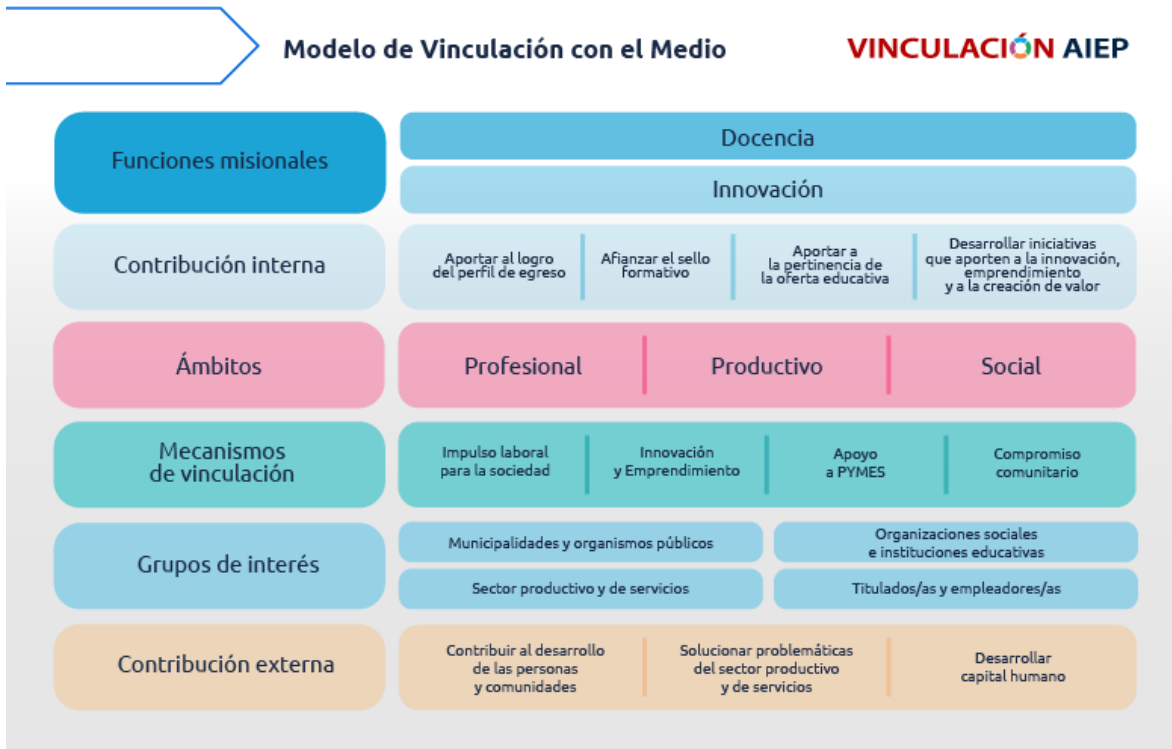 Modelo de Vinculación con el Medio
VINCULACIÓN AIEP
Funciones misionales
Docencia
Innovación
Contribución interna
Aportar al logro
del perfil de egreso
Afianzar el sello
formativo
Aportar a
la pertinencia de
la oferta educativa
Desarrollar iniciativas
que aporten a la innovación,
emprendimiento
y a la creación de valor
Ámbitos
Profesional
Productivo
Social
Mecanismos
de vinculación
Impulso laboral
para la sociedad
Innovación
y Emprendimiento
Apoyo
a PYMES
Compromiso
comunitario
Grupos de interés
Municipalidades y organismos públicos
Organizaciones sociales
e instituciones educativas
Sector productivo y de servicios
Titulados/as y empleadores/as
Contribución externa
Contribuir al desarrollo
de las personas
y comunidades
Solucionar problemáticas
del sector productivo
y de servicios
Desarrollar
capital humano